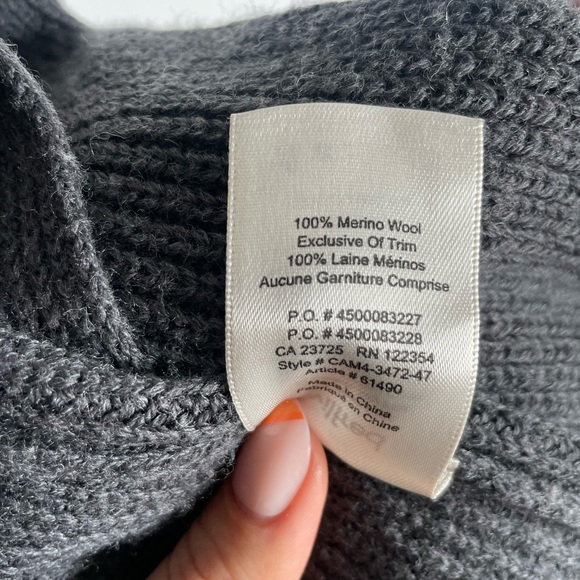 100% Merino Wool
Exclusive Of Trim
100% Laine Mérinos
Aucune Garniture Comprise
P.O. # 4500083227
P.O. # 4500083228
CA 23725 RN 122354
Style # CAM4-3472-47
Article # 61490
Made in China
Fabriqué en Chine